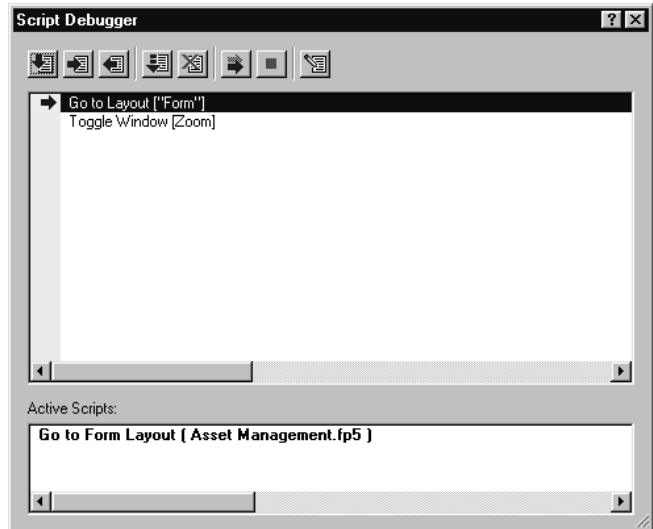 Script Debugger
Go to Layout ["Form"]
Toggle Window [Zoom]
Active Scripts:
Go to Form Layout ( Asset Management.fp5 )